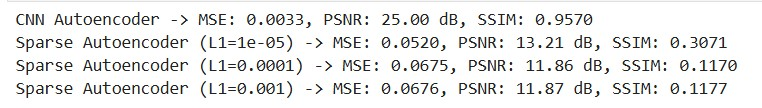 CNN Autoencoder -> MSE: 0.0033, PSNR: 25.00 dB, SSIM: 0.9570
Sparse Autoencoder (L1=1e-05) -> MSE: 0.0520, PSNR: 13.21 dB, SSIM: 0.3071
Sparse Autoencoder (L1=0.0001) -> MSE: 0.0675, PSNR: 11.86 dB, SSIM: 0.1170
Sparse Autoencoder (L1=0.001) -> MSE: 0.0676, PSNR: 11.87 dB, SSIM: 0.1177